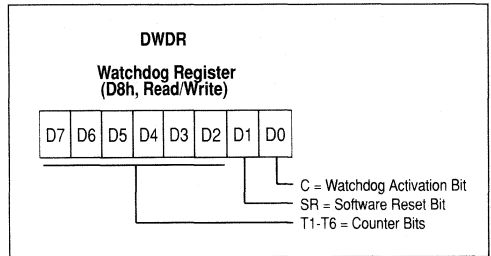 DWDR
Watchdog Register
(D8h, Read/Write)
D7 D6 D5 D4 D3 D2 D1 D0
C = Watchdog Activation Bit
SR = Software Reset Bit
T1-T6 = Counter Bits